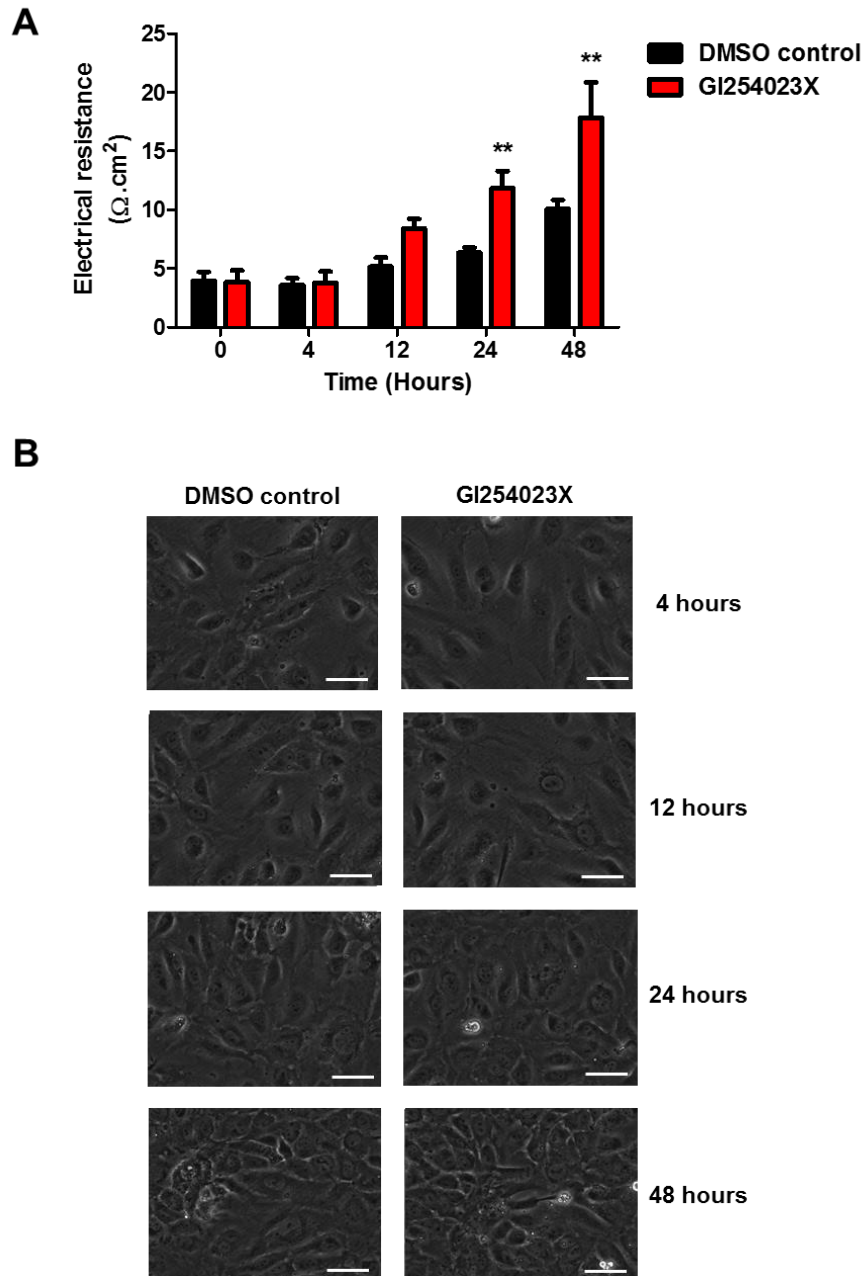 A
25
20
15
10
5
0
Electrical resistance
(Ω.cm²)
**
**
DMSO control
GI254023X
0 4 12 24 48
Time (Hours)
B
DMSO control GI254023X
4 hours
12 hours
24 hours
48 hours